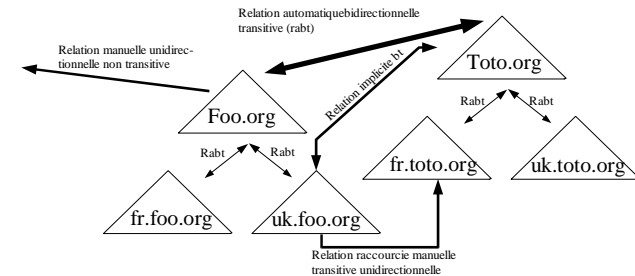 Relation automatiquebidirectionnelle
transitive (rabt)
Relation manuelle unidirec-
tionnelle non transitive
Relation implicite bt
Toto.org
Foo.org
Rabt
Rabt
Rabt
Rabt
fr.toto.org
uk.toto.org
fr.foo.org
uk.foo.org
Relation raccourcie manuelle
transitive unidirectionnelle